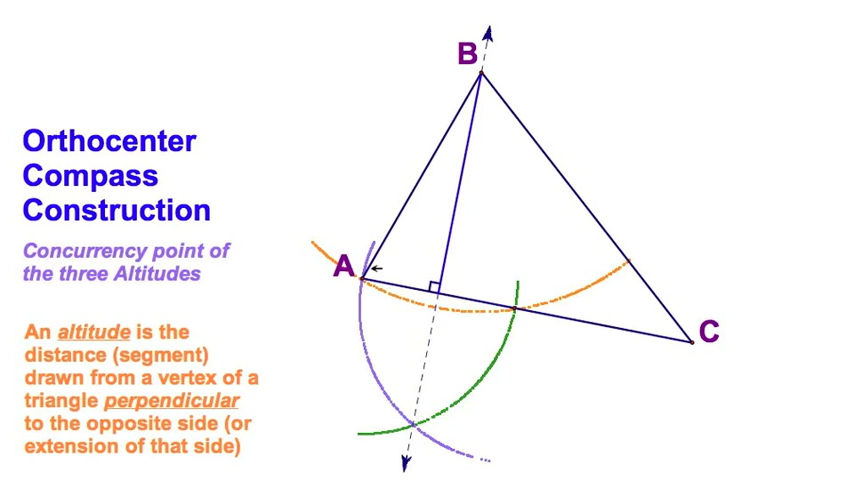 Orthocenter
Compass
Construction
Concurrency point of
the three Altitudes
An altitude is the
distance (segment)
drawn from a vertex of a
triangle perpendicular
to the opposite side (or
extension of that side)
B
A
C